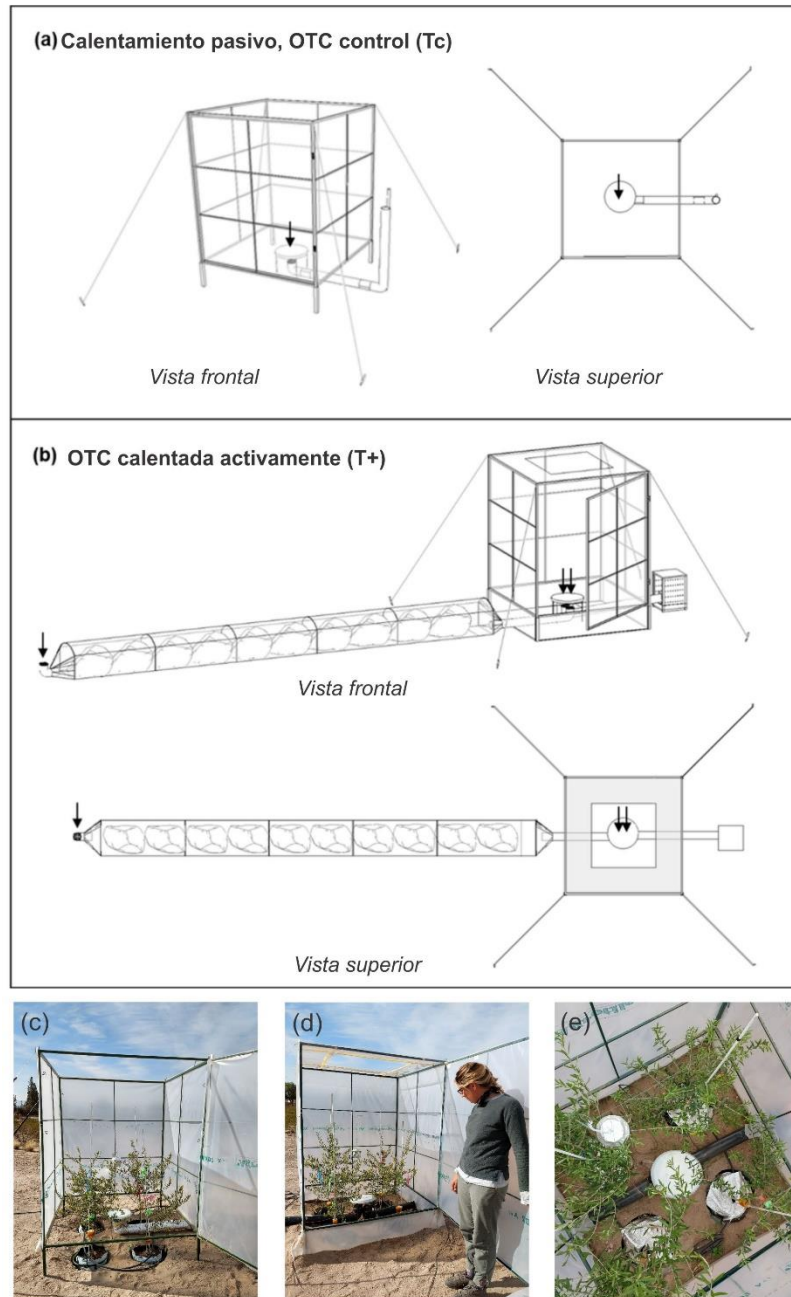 (a) Calentamiento pasivo, OTC control (Tc)
Vista frontal
Vista superior
(b) OTC calentada activamente (T+)
Vista frontal
Vista superior
(c)
(d)
(e)